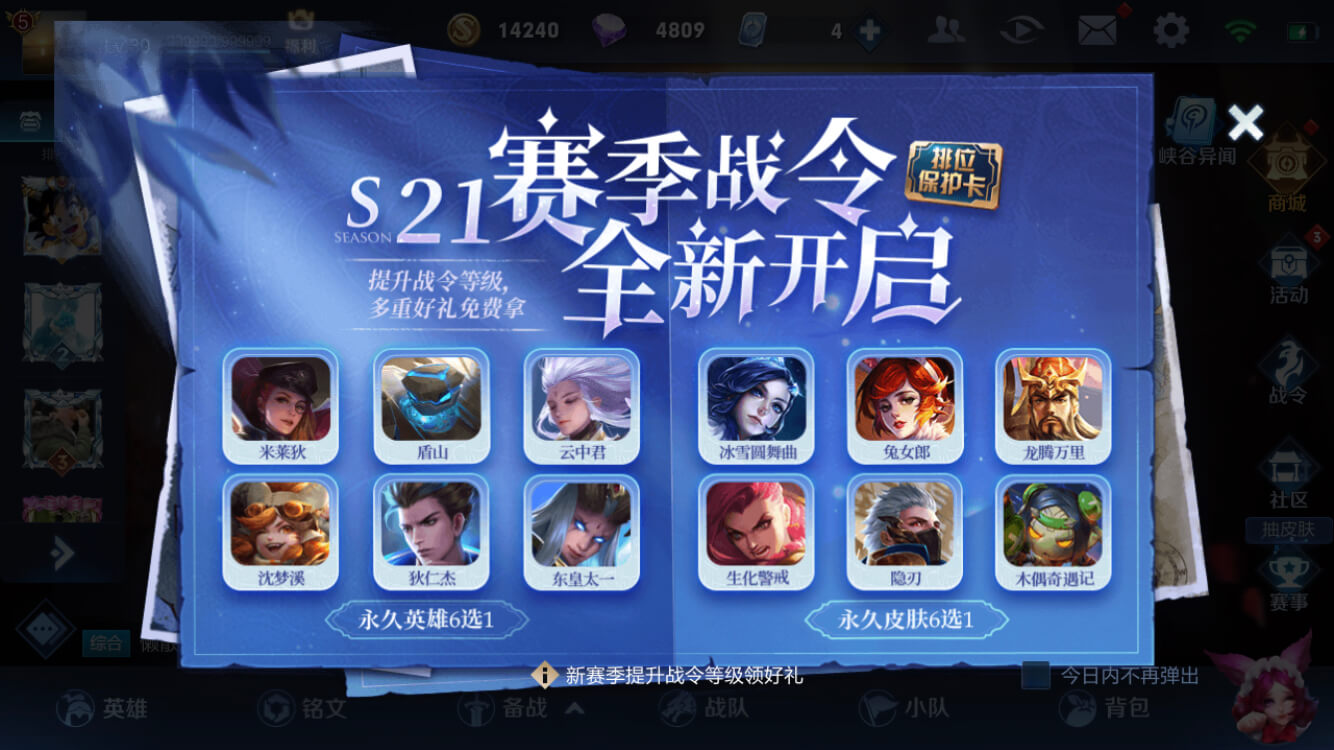 5
14240
4809
4
福利
峡谷异闻
商城
3
活动
战令
社区
抽皮肤
赛事
S21
SEASON
赛季战令
全新开启
排位
保护卡
提升战令等级,
多重好礼免费拿
米莱狄
盾山
云中君
冰雪圆舞曲
兔女郎
龙腾万里
沈梦溪
狄仁杰
东皇太一
生化警戒
隐刃
木偶奇遇记
永久英雄6选1
永久皮肤6选1
2
3
综合
新赛季提升战令等级领好礼
今日内不再弹出
英雄
铭文
备战
战队
小队
背包